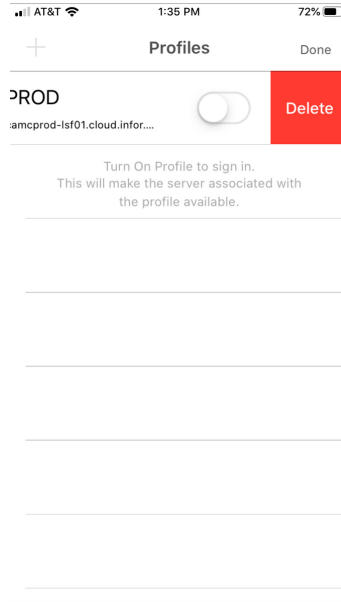 AT&T 1:35 PM 72%
Profiles Done
PROD Delete
:amcprod-lsf01.cloud.infor....
Turn On Profile to sign in.
This will make the server associated with
the profile available.